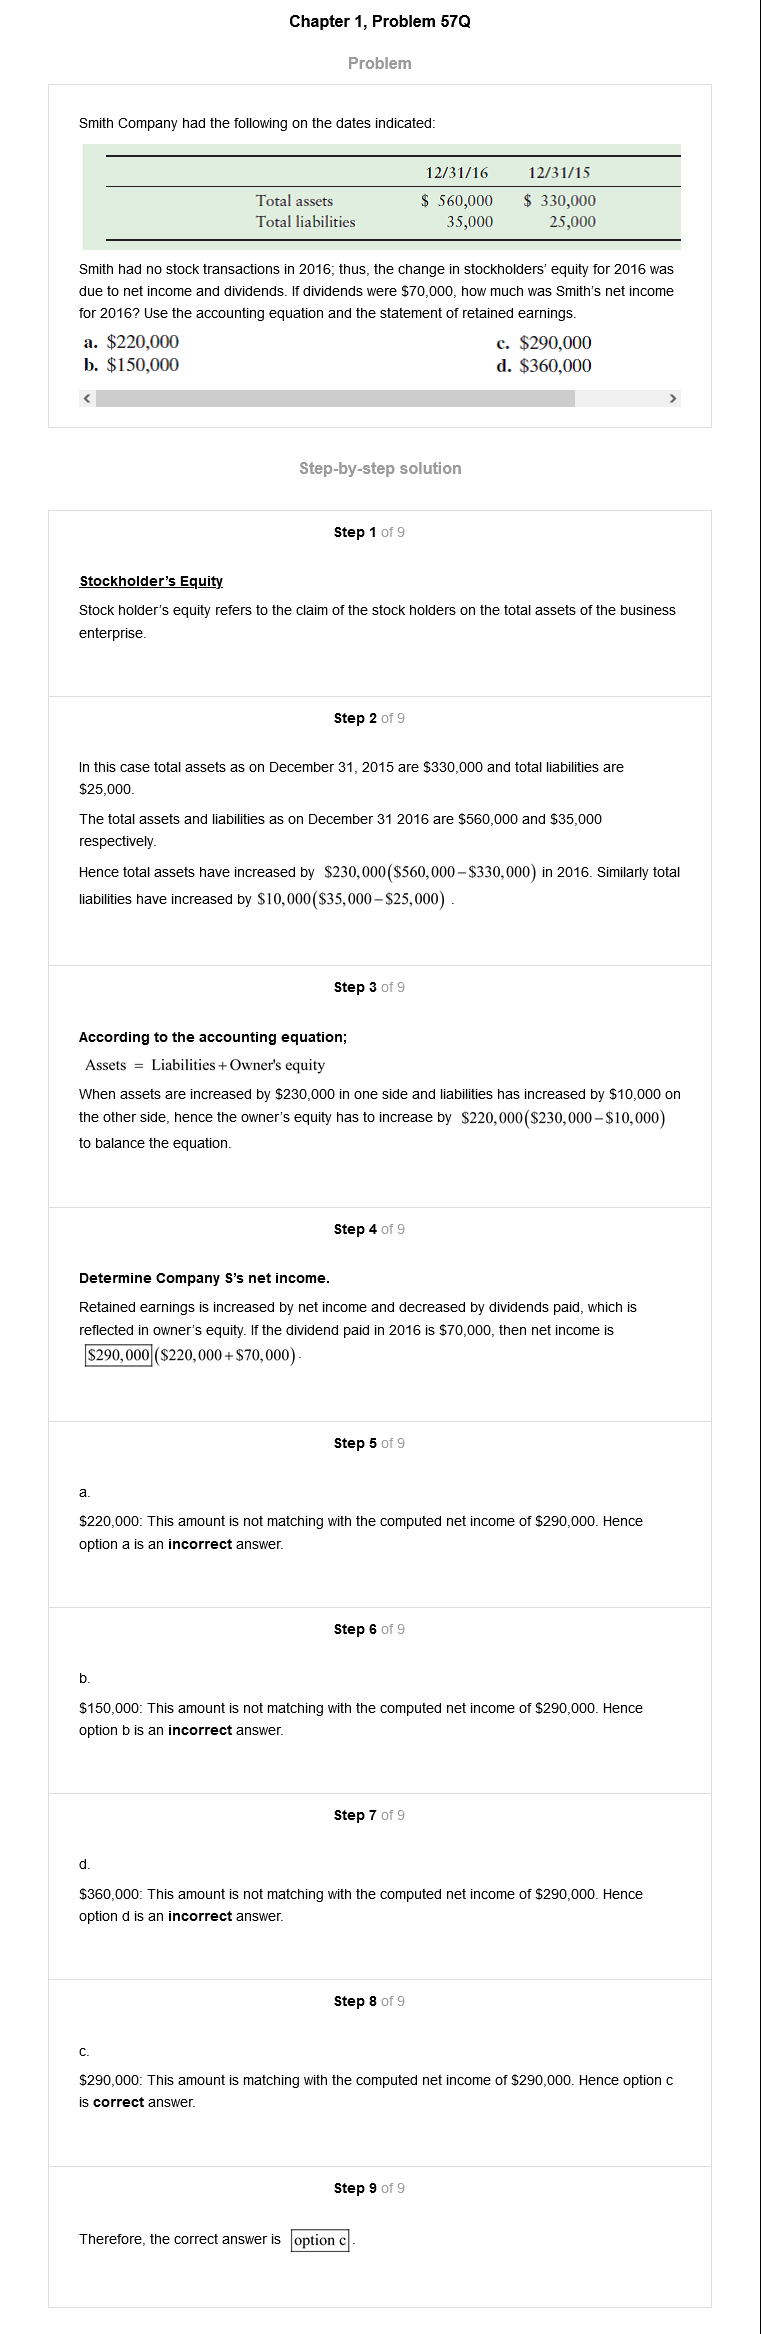 Chapter 1, Problem 57Q
Problem
Smith Company had the following on the dates indicated:
12/31/16 12/31/15
Total assets $ 560,000 $ 330,000
Total liabilities 35,000 25,000
Smith had no stock transactions in 2016; thus, the change in stockholders' equity for 2016 was
due to net income and dividends. If dividends were $70,000, how much was Smith's net income
for 2016? Use the accounting equation and the statement of retained earnings.
a. $220,000 c. $290,000
b. $150,000 d. $360,000
Step-by-step solution
Step 1 of 9
Stockholder's Equity
Stock holder's equity refers to the claim of the stock holders on the total assets of the business
enterprise.
Step 2 of 9
In this case total assets as on December 31, 2015 are $330,000 and total liabilities are
$25,000.
The total assets and liabilities as on December 31 2016 are $560,000 and $35,000
respectively.
Hence total assets have increased by $230,000($560,000–$330,000) in 2016. Similarly total
liabilities have increased by $10,000($35,000–$25,000) .
Step 3 of 9
According to the accounting equation;
Assets = Liabilities+Owner's equity
When assets are increased by $230,000 in one side and liabilities has increased by $10,000 on
the other side, hence the owner's equity has to increase by $220,000($230,000–$10,000)
to balance the equation.
Step 4 of 9
Determine Company S's net income.
Retained earnings is increased by net income and decreased by dividends paid, which is
reflected in owner's equity. If the dividend paid in 2016 is $70,000, then net income is
$290,000($220,000+$70,000).
Step 5 of 9
a.
$220,000: This amount is not matching with the computed net income of $290,000. Hence
option a is an incorrect answer.
Step 6 of 9
b.
$150,000: This amount is not matching with the computed net income of $290,000. Hence
option b is an incorrect answer.
Step 7 of 9
d.
$360,000: This amount is not matching with the computed net income of $290,000. Hence
option d is an incorrect answer.
Step 8 of 9
c.
$290,000: This amount is matching with the computed net income of $290,000. Hence option c
is correct answer.
Step 9 of 9
Therefore, the correct answer is option c.